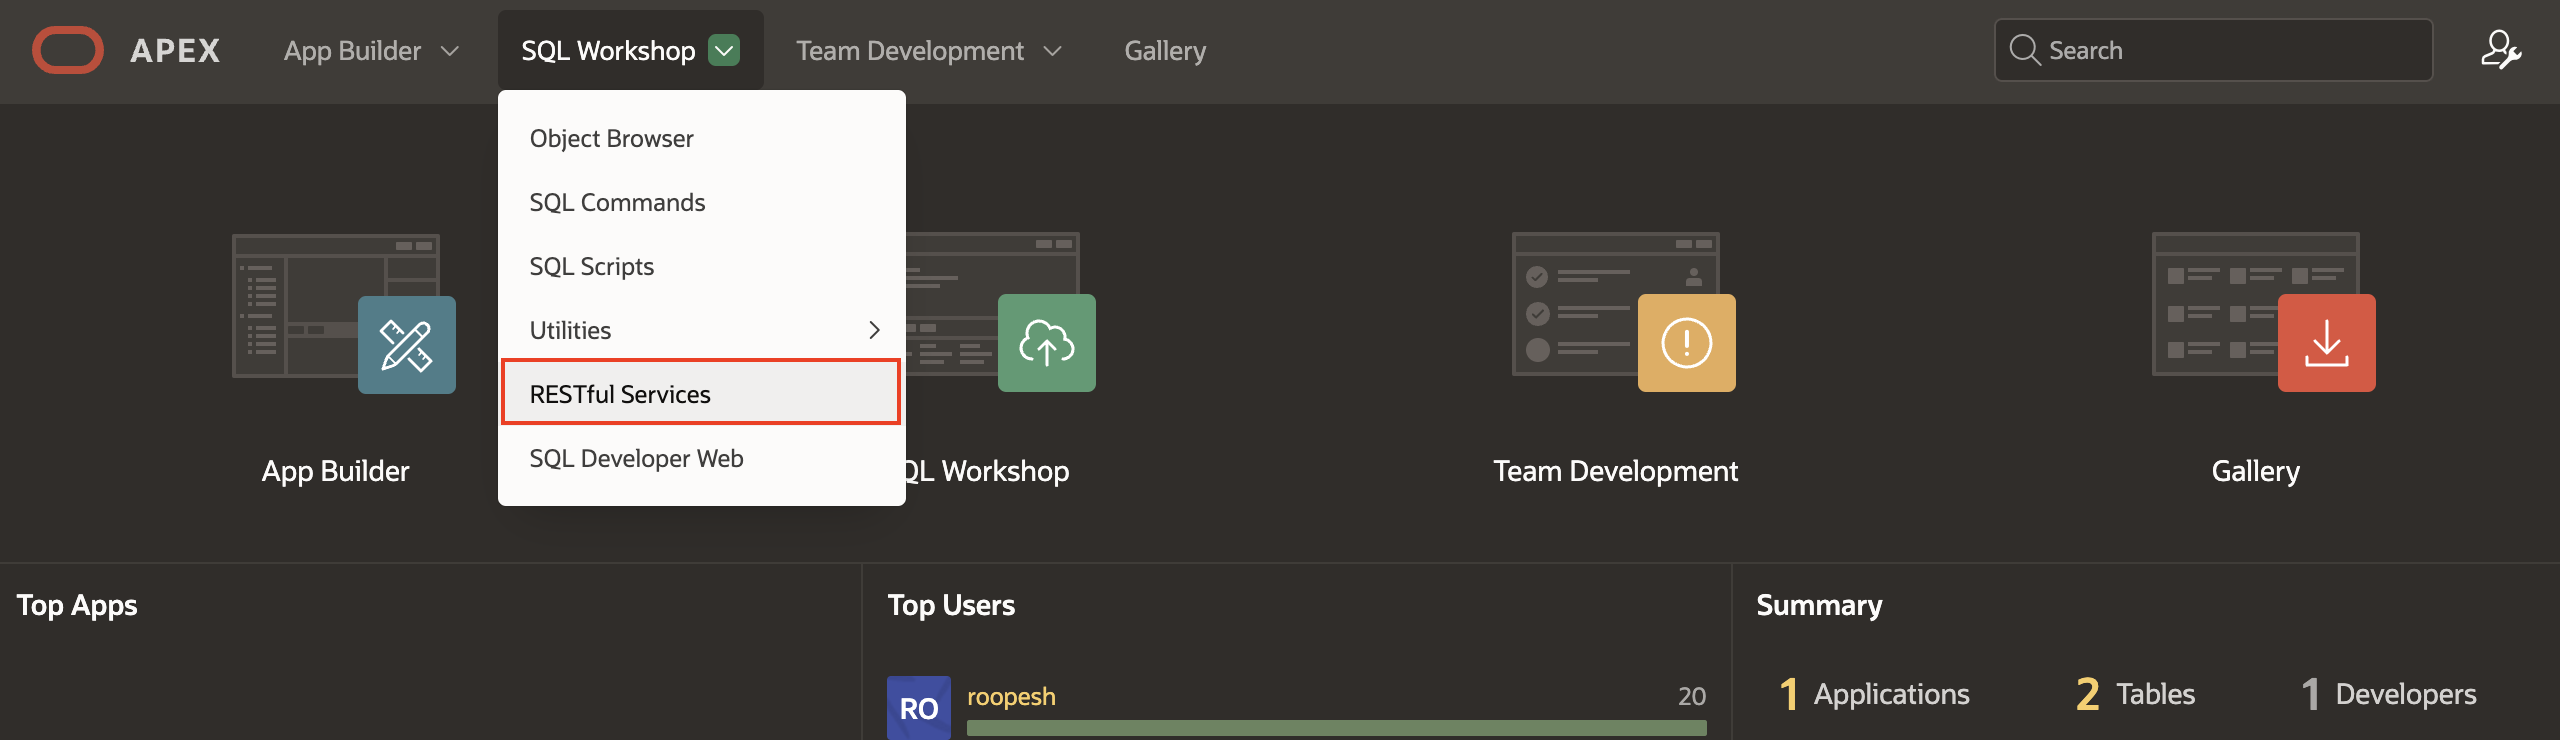 APEX App Builder SQL Workshop Team Development Gallery Search
Object Browser
SQL Commands
SQL Scripts
Utilities
RESTful Services
SQL Developer Web
App Builder QL Workshop Team Development Gallery
Top Apps Top Users Summary
RO roopesh 20 1 Applications 2 Tables 1 Developers